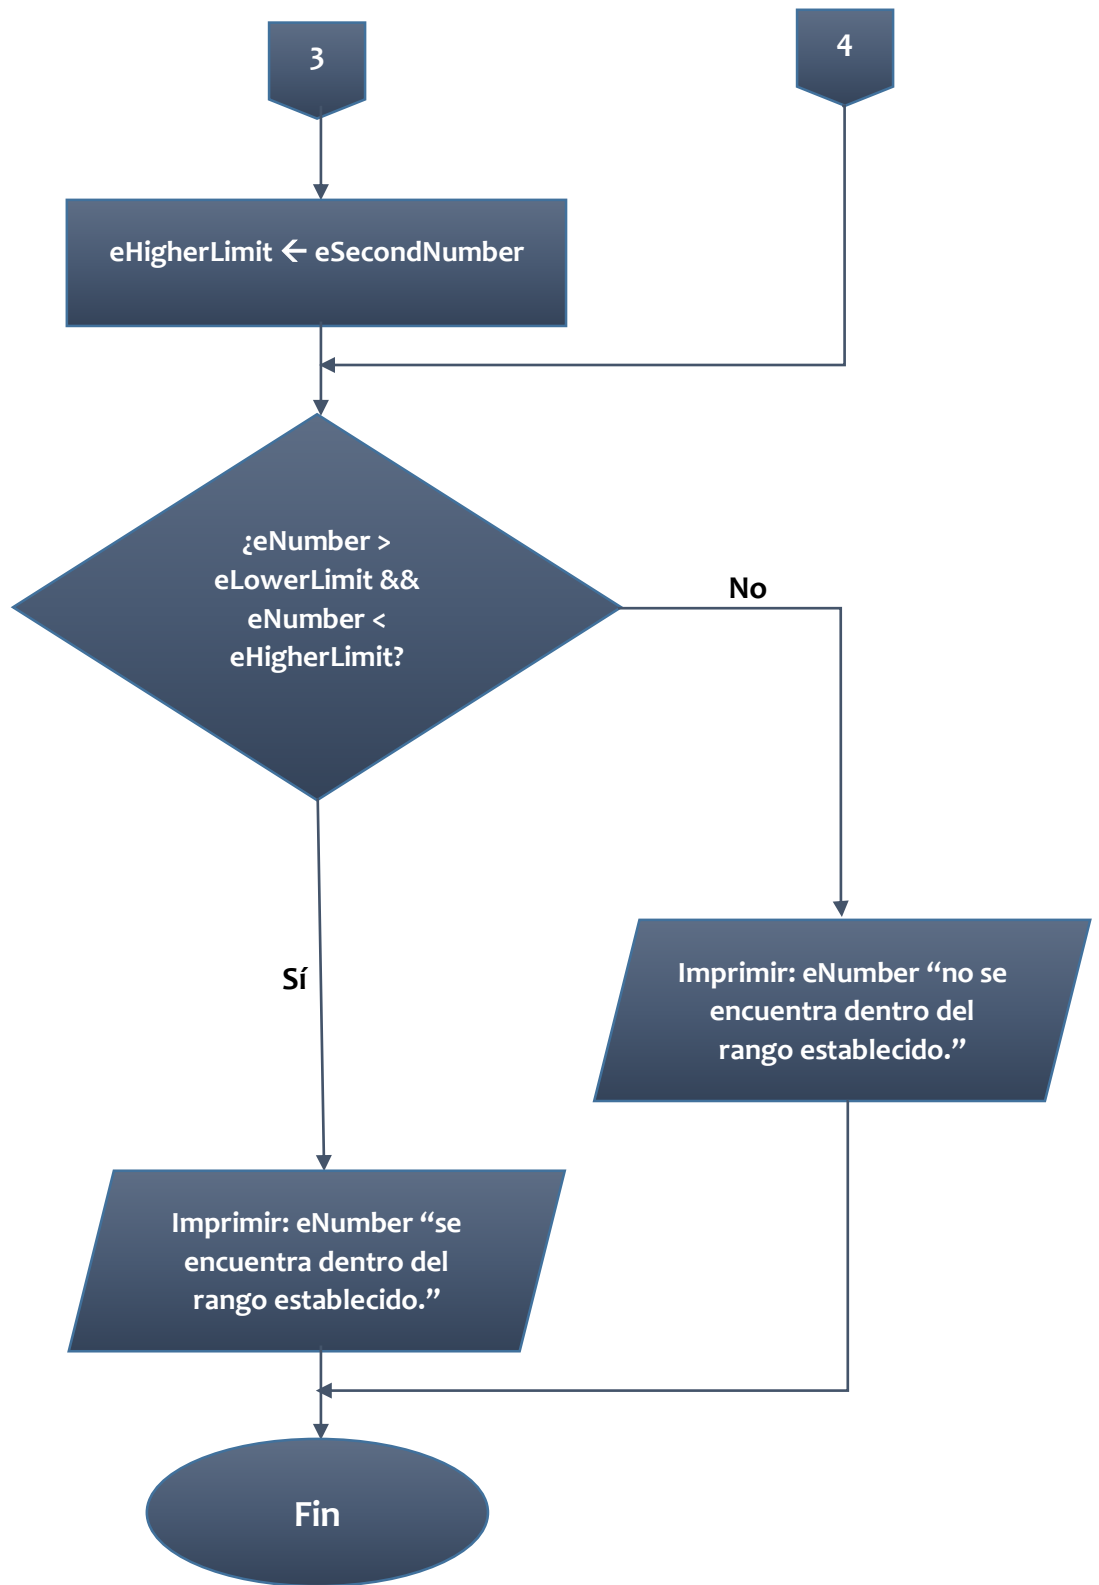 3
4
eHigherLimit ← eSecondNumber
¿eNumber >
eLowerLimit &&
eNumber <
eHigherLimit?
No
Sí
Imprimir: eNumber “no se
encuentra dentro del
rango establecido.”
Imprimir: eNumber “se
encuentra dentro del
rango establecido.”
Fin